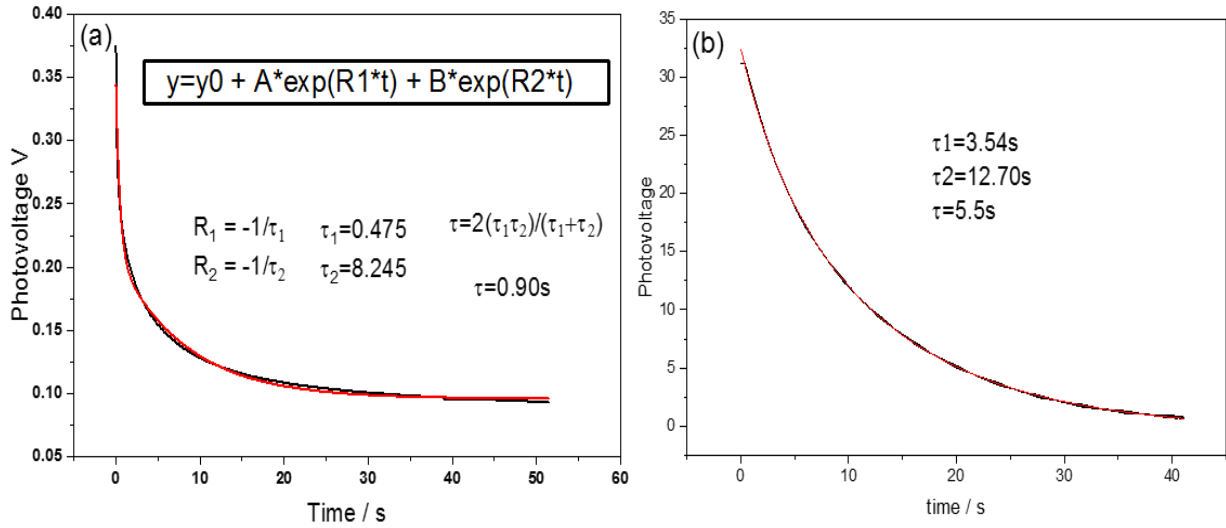 (a)
y=y0 + A*exp(R1*t) + B*exp(R2*t)
R₁ = -1/τ₁ τ₁=0.475 τ=2(τ₁τ₂)/(τ₁+τ₂)
R₂ = -1/τ₂ τ₂=8.245
τ=0.90s
Photovoltage V
0.40
0.35
0.30
0.25
0.20
0.15
0.10
0.05
0 10 20 30 40 50 60
Time / s
(b)
τ1=3.54s
τ2=12.70s
τ=5.5s
Photovoltage
35
30
25
20
15
10
5
0
0 10 20 30 40
time / s